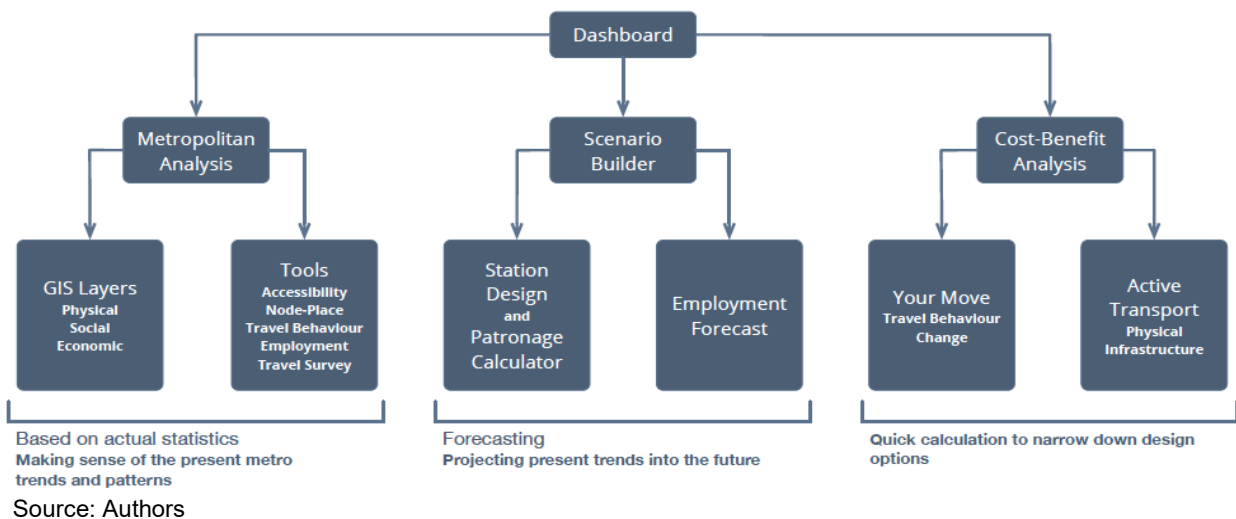 Dashboard
Metropolitan
Analysis
Scenario
Builder
Cost-Benefit
Analysis
GIS Layers
Physical
Social
Economic
Tools
Accessibility
Node-Place
Travel Behaviour
Employment
Travel Survey
Station
Design
and
Patronage
Calculator
Employment
Forecast
Your Move
Travel Behaviour
Change
Active
Transport
Physical
Infrastructure
Based on actual statistics
Making sense of the present metro
trends and patterns
Forecasting
Projecting present trends into the future
Quick calculation to narrow down design
options
Source: Authors